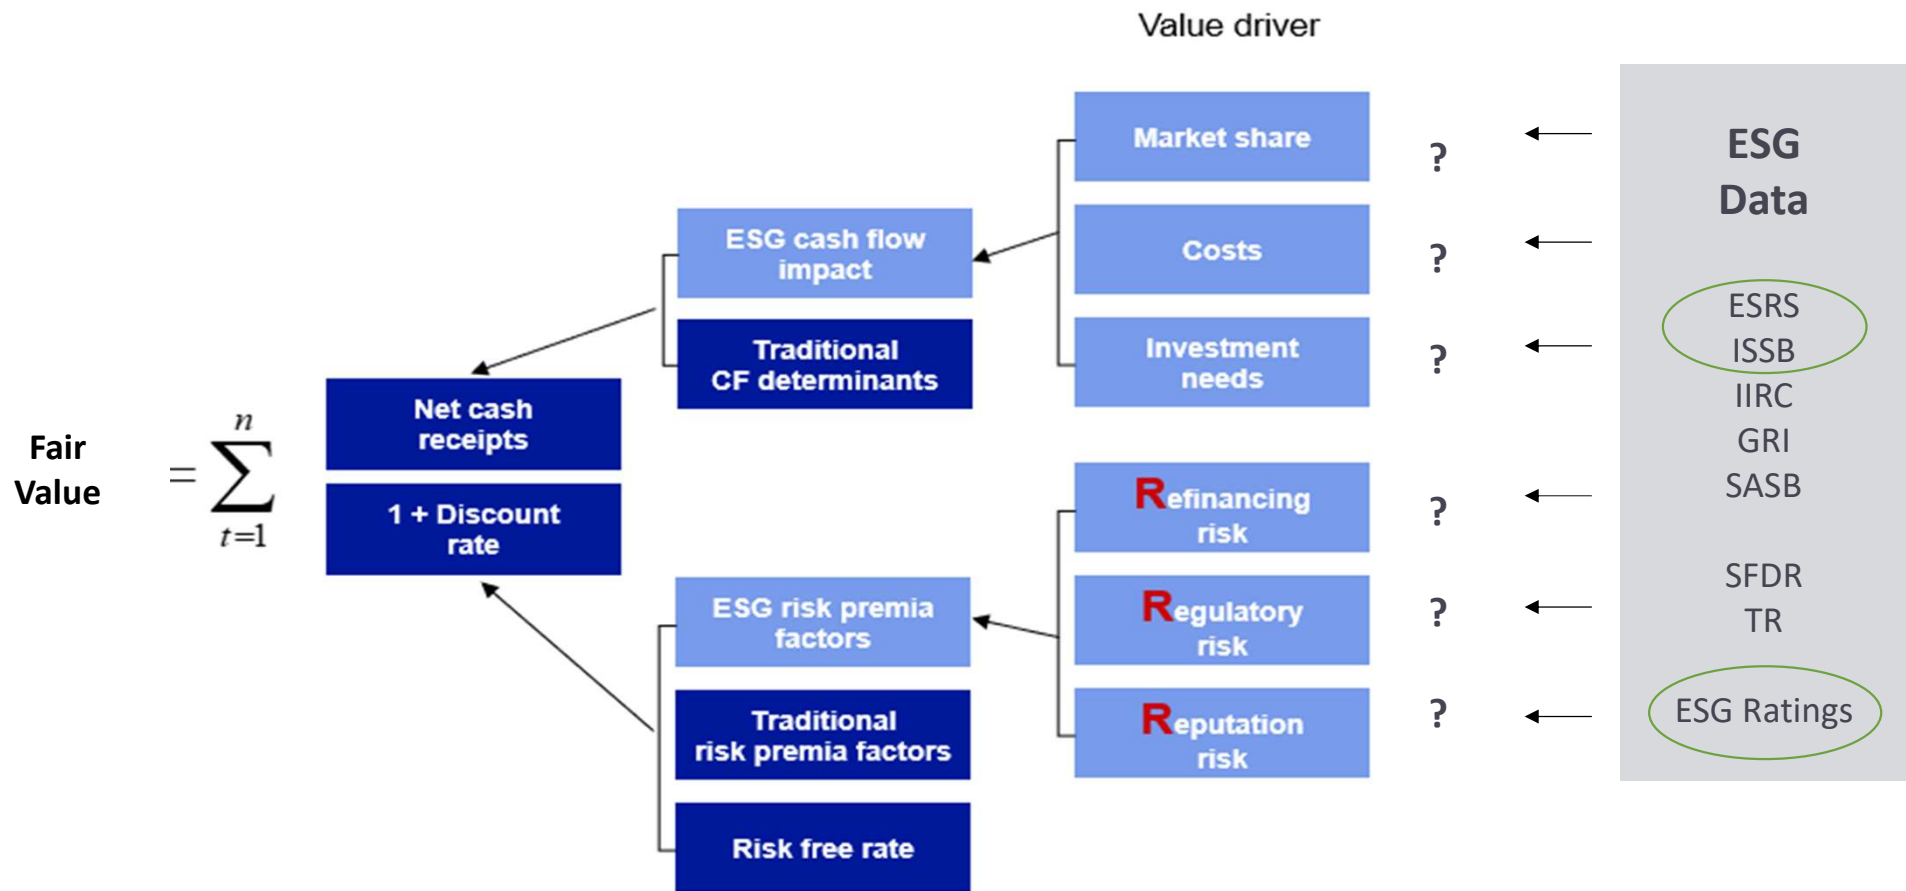 Value driver
Fair
Value
=
n
∑
t=1
Net cash
receipts
1 + Discount
rate
ESG cash flow
impact
Traditional
CF determinants
ESG risk premia
factors
Traditional
risk premia factors
Risk free rate
Market share
Costs
Investment
needs
Refinancing
risk
Regulatory
risk
Reputation
risk
?
?
?
?
?
?
ESG
Data
ESRS
ISSB
IIRC
GRI
SASB
SFDR
TR
ESG Ratings